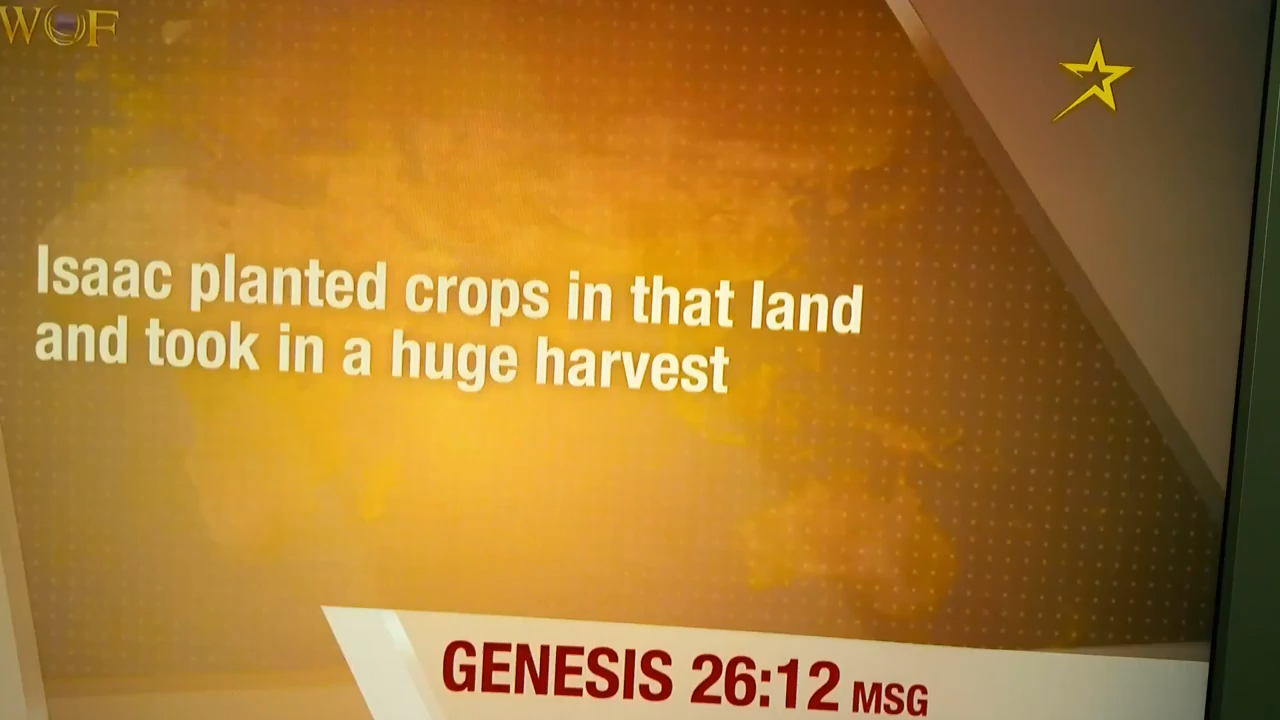 WOF
Isaac planted crops in that land
and took in a huge harvest
GENESIS 26:12 MSG